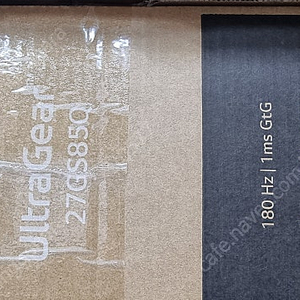 UltraGear
27GS85Q
180 Hz | 1ms GtG